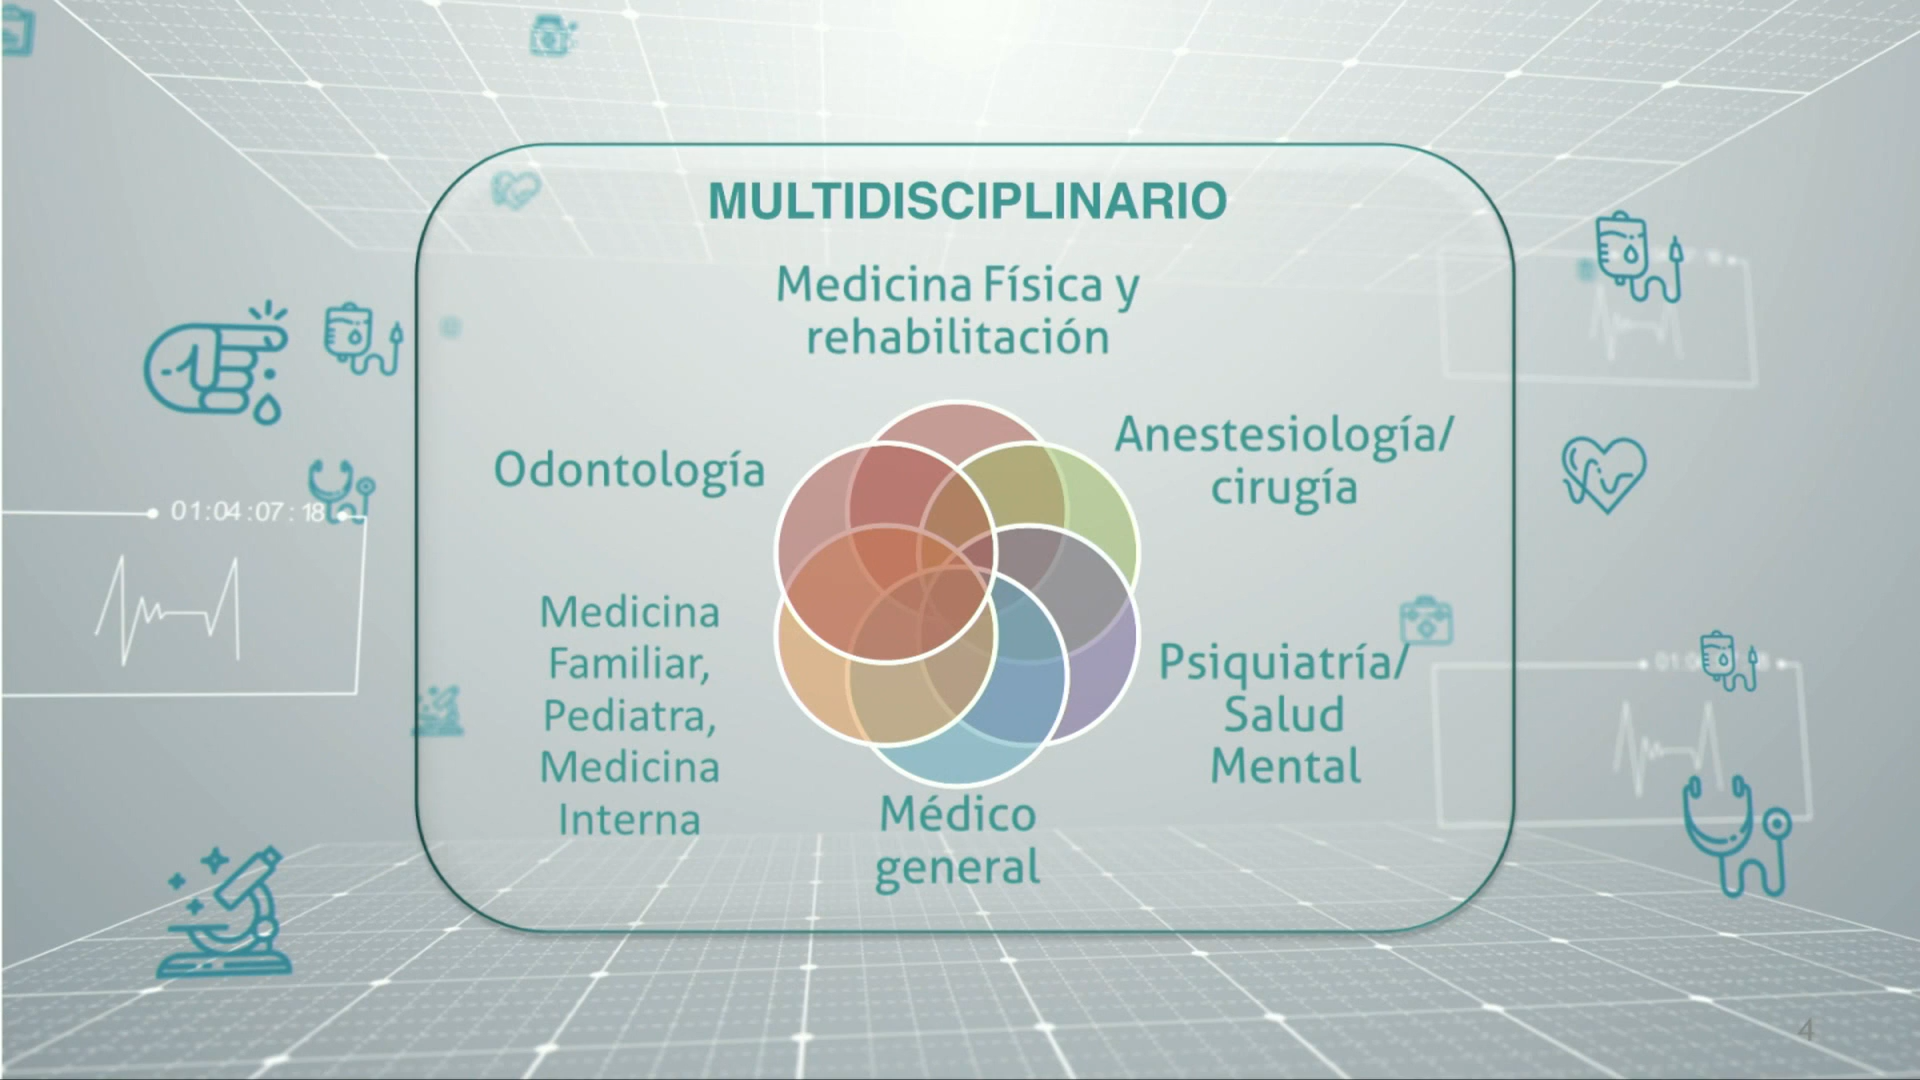 MULTIDISCIPLINARIO
Medicina Física y
rehabilitación
Anestesiología/
cirugía
Odontología
Medicina
Familiar,
Pediatra,
Medicina
Interna
Psiquiatría/
Salud
Mental
Médico
general
01:04:07:18
4